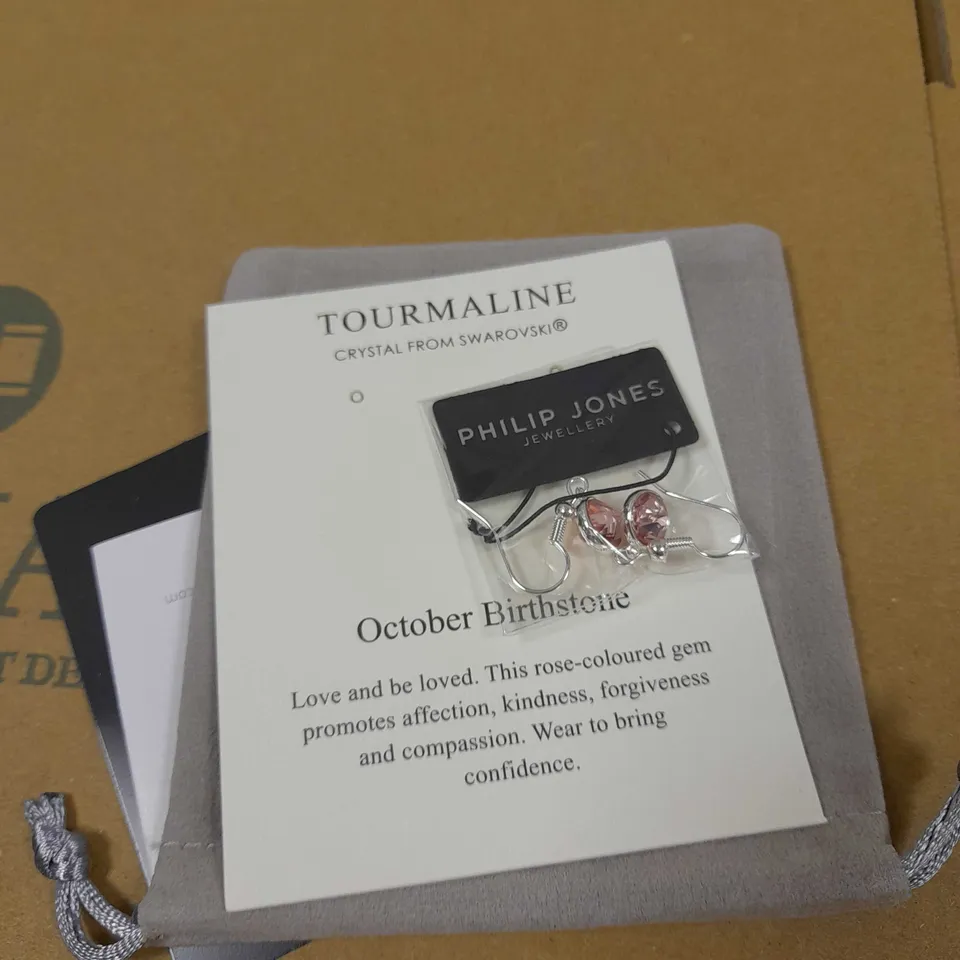 TOURMALINE
CRYSTAL FROM SWAROVSKI®
PHILIP JONES
JEWELLERY
October Birthstone
Love and be loved. This rose-coloured gem
promotes affection, kindness, forgiveness
and compassion. Wear to bring
confidence.